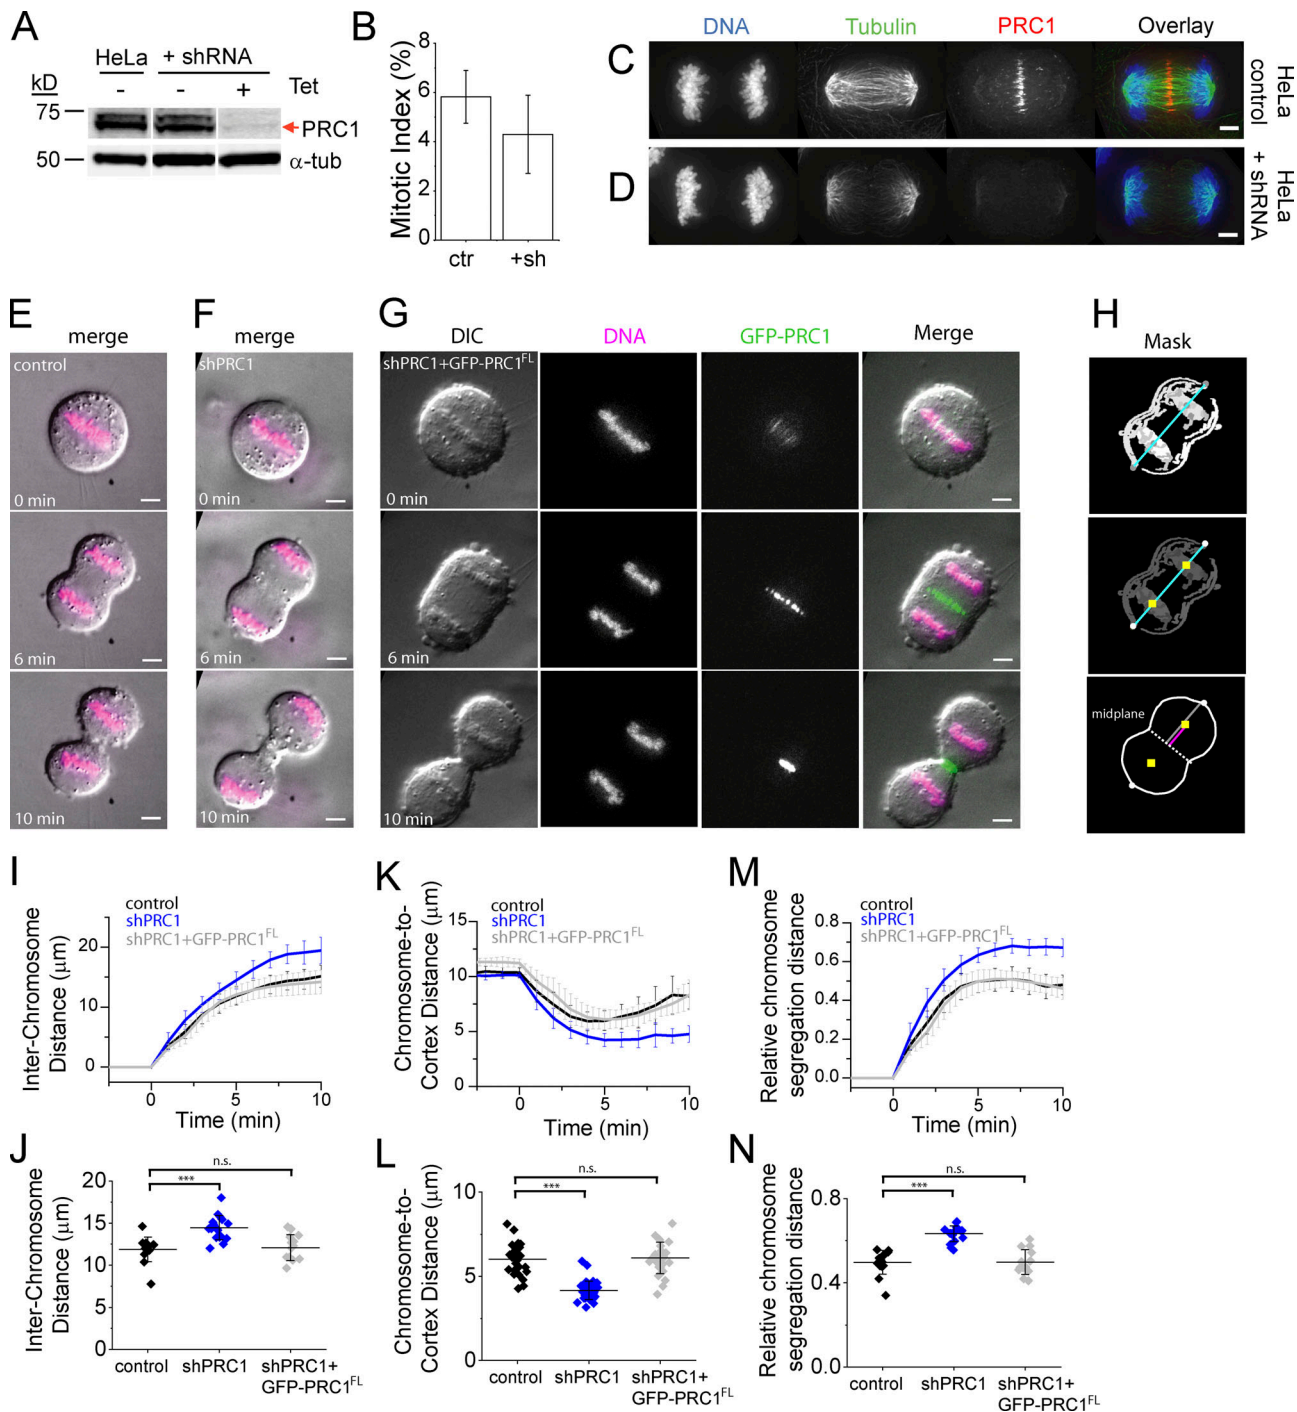 A
HeLa + shRNA
kD - - + Tet
75
PRC1
50 α-tub
B
Mitotic Index (%)
8
6
4
2
0
ctr +sh
DNA Tubulin PRC1 Overlay
C
HeLa control
D
HeLa + shRNA
E
merge
control
0 min
6 min
10 min
F
merge
shPRC1
0 min
6 min
10 min
G
DIC DNA GFP-PRC1 Merge
shPRC1+GFP-PRC1FL
0 min
6 min
10 min
H
Mask
midplane
I
control
shPRC1
shPRC1+GFP-PRC1FL
Inter-Chromosome Distance (μm)
20
10
0
0 5 10
Time (min)
K
control
shPRC1
shPRC1+GFP-PRC1FL
Chromosome-to-Cortex Distance (μm)
15
10
5
0
0 5 10
Time (min)
M
control
shPRC1
shPRC1+GFP-PRC1FL
Relative chromosome segregation distance
0.8
0.6
0.4
0.2
0.0
0 5 10
Time (min)
J
n.s.
***
Inter-Chromosome Distance (μm)
20
15
10
5
0
control shPRC1 shPRC1+
GFP-PRC1FL
L
n.s.
***
Chromosome-to-Cortex Distance (μm)
10
5
0
control shPRC1 shPRC1+
GFP-PRC1FL
N
n.s.
***
Relative chromosome segregation distance
0.8
0.4
0.0
control shPRC1 shPRC1+
GFP-PRC1FL